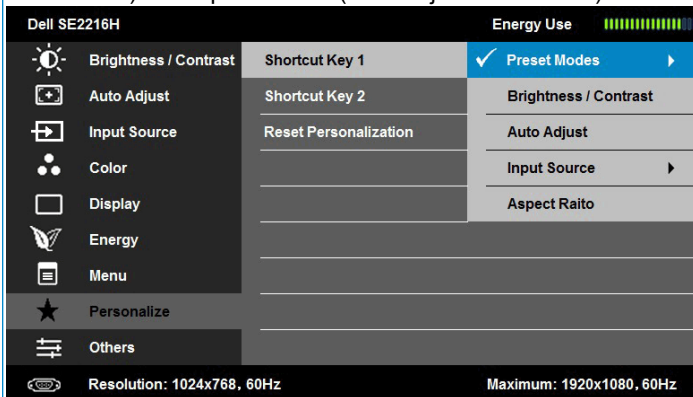 Dell SE2216H Energy Use
Brightness / Contrast Shortcut Key 1 Preset Modes
Auto Adjust Shortcut Key 2 Brightness / Contrast
Input Source Reset Personalization Auto Adjust
Color Input Source
Display Aspect Raito
Energy
Menu
Personalize
Others
Resolution: 1024x768, 60Hz Maximum: 1920x1080, 60Hz